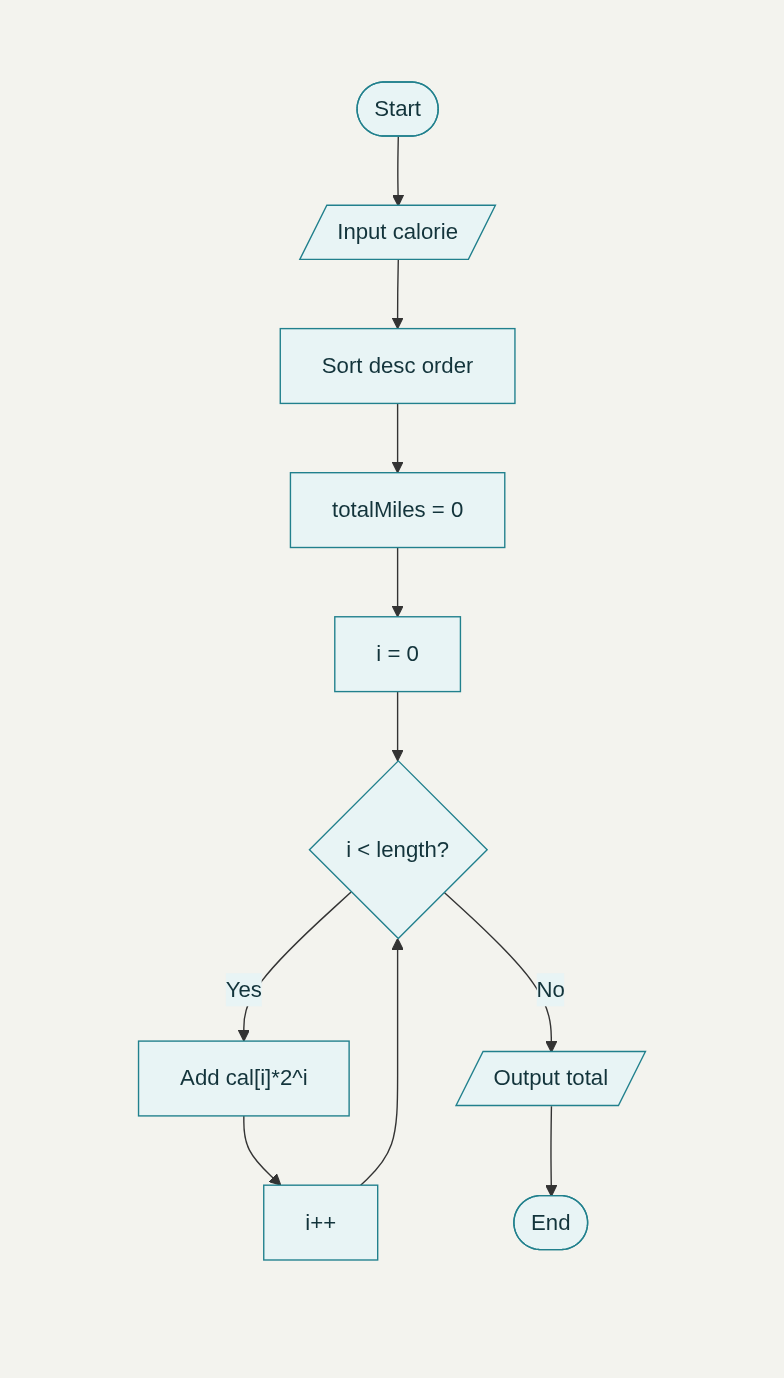 Start
Input calorie
Sort desc order
totalMiles = 0
i = 0
i < length?
Yes
No
Add cal[i]*2^i
Output total
i++
End